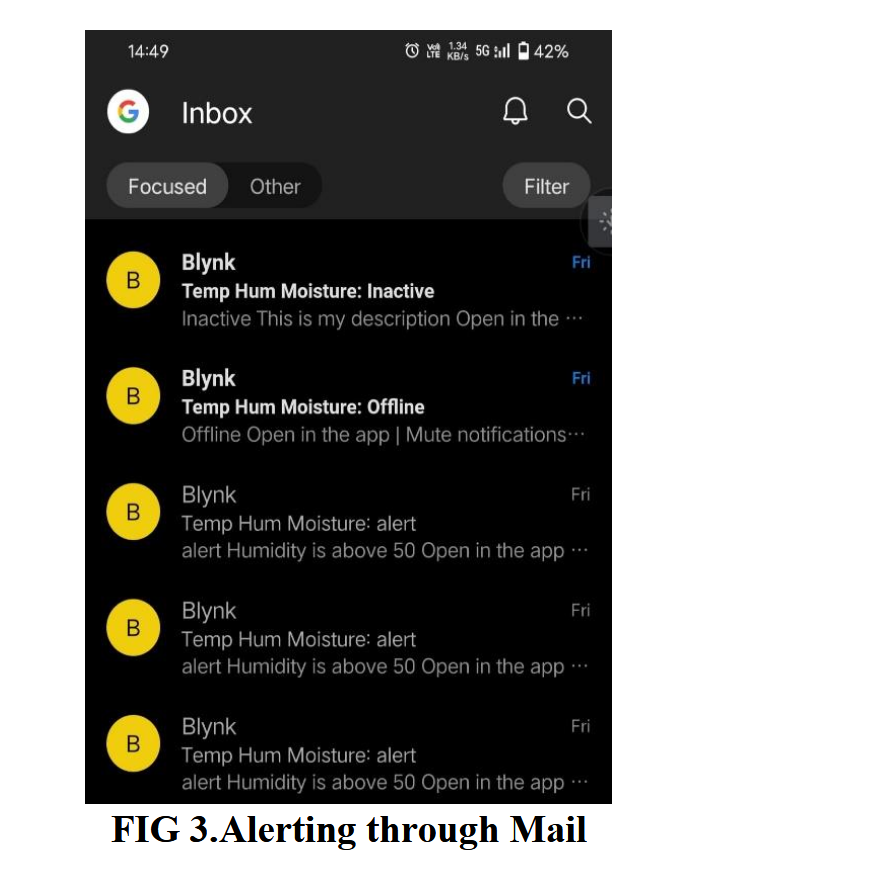 14:49 VoLTE 1.34 KB/s 5G 42%
G Inbox
Focused Other Filter
Blynk Fri
B Temp Hum Moisture: Inactive
Inactive This is my description Open in the ...
Blynk Fri
B Temp Hum Moisture: Offline
Offline Open in the app | Mute notifications...
Blynk Fri
B Temp Hum Moisture: alert
alert Humidity is above 50 Open in the app ...
Blynk Fri
B Temp Hum Moisture: alert
alert Humidity is above 50 Open in the app ...
Blynk Fri
B Temp Hum Moisture: alert
alert Humidity is above 50 Open in the app ...
FIG 3.Alerting through Mail